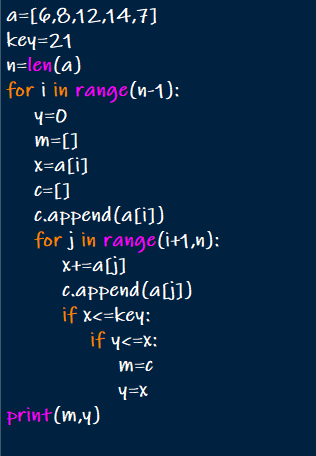 a=[6,8,12,14,7]
key=21
n=len(a)
for i in range(n-1):
    y=0
    m=[]
    x=a[i]
    c=[]
    c.append(a[i])
    for j in range(i+1,n):
        x+=a[j]
        c.append(a[j])
        if x<=key:
            if y<=x:
                m=c
                y=x
print(m,y)